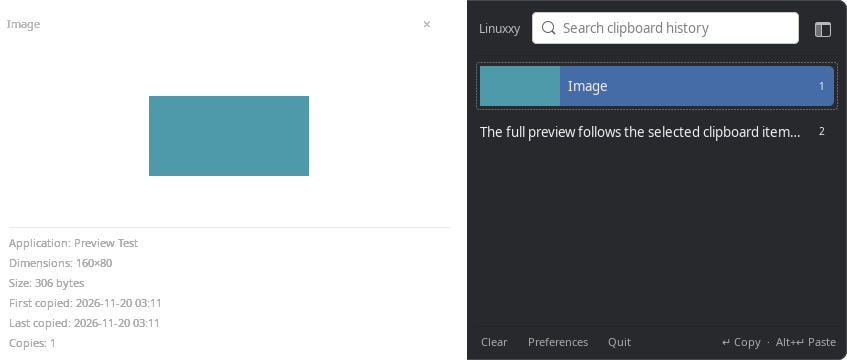 Image
×
Application: Preview Test
Dimensions: 160×80
Size: 306 bytes
First copied: 2026-11-20 03:11
Last copied: 2026-11-20 03:11
Copies: 1
Linuxxy
Search clipboard history
Image 1
The full preview follows the selected clipboard item... 2
Clear Preferences Quit ↵ Copy · Alt+↵ Paste